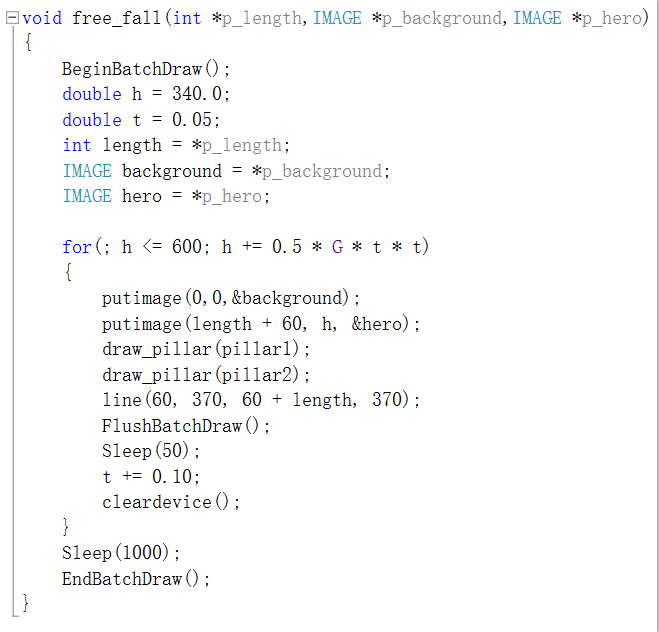 void free_fall(int *p_length,IMAGE *p_background,IMAGE *p_hero)
{
    BeginBatchDraw();
    double h = 340.0;
    double t = 0.05;
    int length = *p_length;
    IMAGE background = *p_background;
    IMAGE hero = *p_hero;

    for(; h <= 600; h += 0.5 * G * t * t)
    {
        putimage(0,0,&background);
        putimage(length + 60, h, &hero);
        draw_pillar(pillar1);
        draw_pillar(pillar2);
        line(60, 370, 60 + length, 370);
        FlushBatchDraw();
        Sleep(50);
        t += 0.10;
        cleardevice();
    }
    Sleep(1000);
    EndBatchDraw();
}